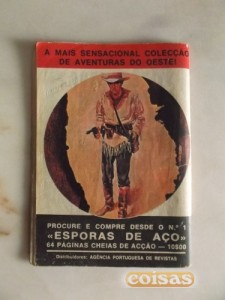 A MAIS SENSACIONAL COLECCÃO
DE AVENTURAS DO OESTE!
PROCURE E COMPRE DESDE O N.º 1
«ESPORAS DE AÇO»
64 PÁGINAS CHEIAS DE ACÇÃO — 10$00
Distribuidores: AGÊNCIA PORTUGUESA DE REVISTAS
coisas